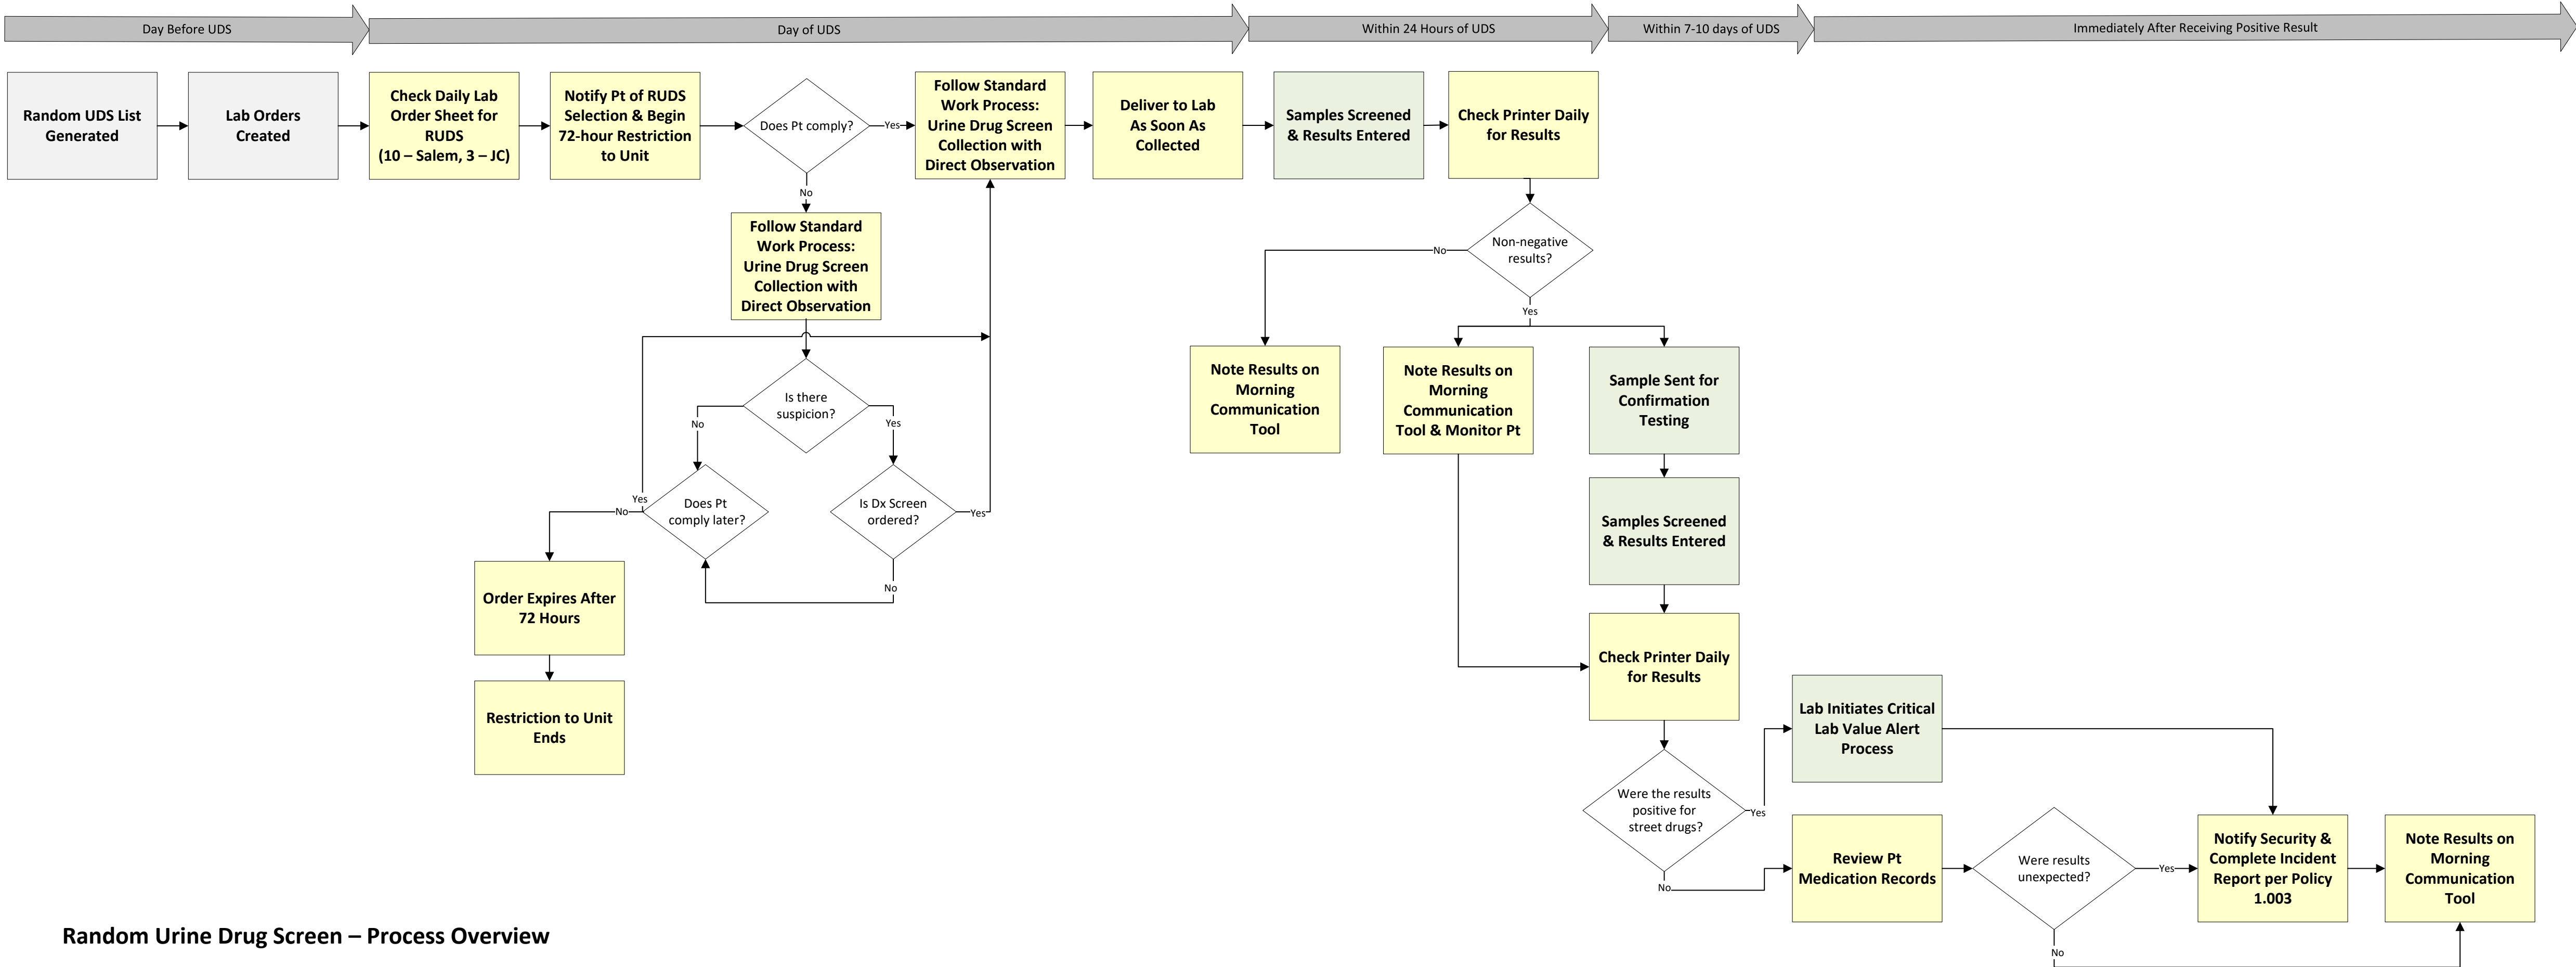 Day Before UDS
Day of UDS
Within 24 Hours of UDS
Within 7-10 days of UDS
Immediately After Receiving Positive Result
Random UDS List
Generated
Lab Orders
Created
Check Daily Lab
Order Sheet for
RUDS
(10 – Salem, 3 – JC)
Notify Pt of RUDS
Selection & Begin
72-hour Restriction
to Unit
Does Pt comply?
Yes
No
Follow Standard
Work Process:
Urine Drug Screen
Collection with
Direct Observation
Deliver to Lab
As Soon As
Collected
Samples Screened
& Results Entered
Check Printer Daily
for Results
Follow Standard
Work Process:
Urine Drug Screen
Collection with
Direct Observation
Non-negative
results?
No
Yes
Is there
suspicion?
No
Yes
Note Results on
Morning
Communication
Tool
Note Results on
Morning
Communication
Tool & Monitor Pt
Sample Sent for
Confirmation
Testing
Does Pt
comply later?
Yes
No
Is Dx Screen
ordered?
Yes
No
Samples Screened
& Results Entered
Order Expires After
72 Hours
Restriction to Unit
Ends
Check Printer Daily
for Results
Lab Initiates Critical
Lab Value Alert
Process
Were the results
positive for
street drugs?
Yes
No
Review Pt
Medication Records
Were results
unexpected?
Yes
No
Notify Security &
Complete Incident
Report per Policy
1.003
Note Results on
Morning
Communication
Tool
Random Urine Drug Screen – Process Overview